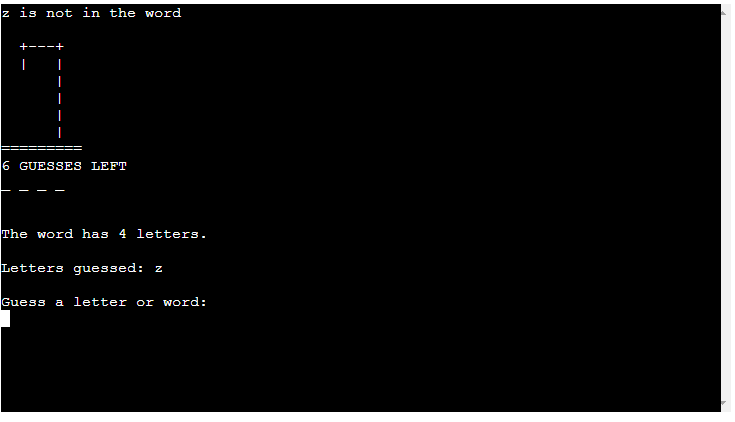 z is not in the word
+---+
|   |
|
|
|
|
=========
6 GUESSES LEFT
_ _ _ _
The word has 4 letters.
Letters guessed: z
Guess a letter or word: